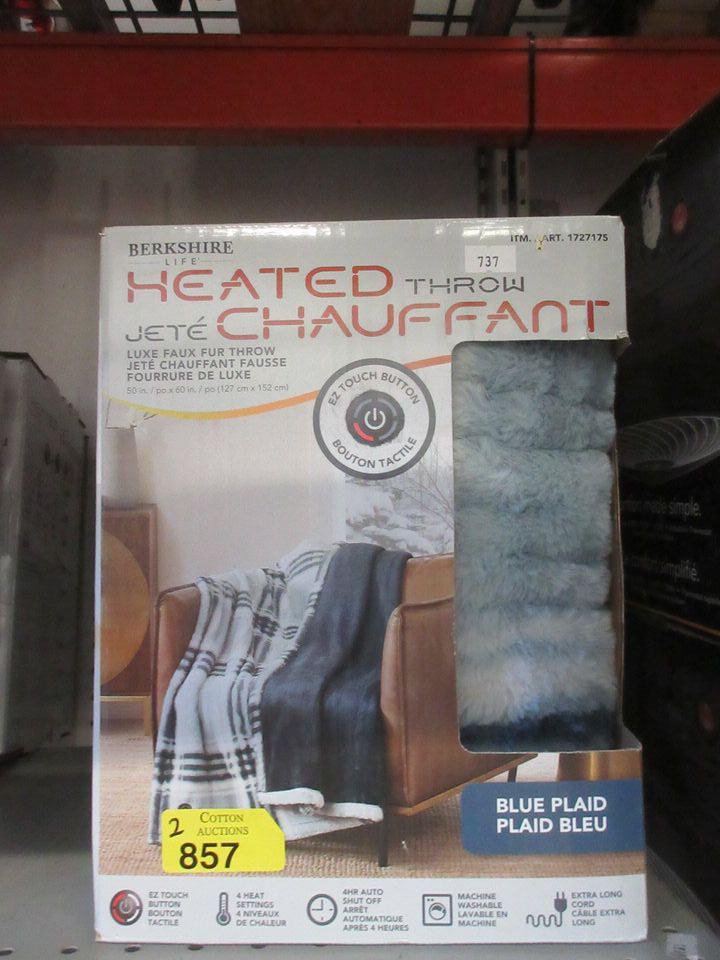 BERKSHIRE
LIFE
ITM. / ART. 1727175
737
HEATED THROW
JETÉ CHAUFFANT
LUXE FAUX FUR THROW
JETÉ CHAUFFANT FAUSSE
FOURRURE DE LUXE
50 in. / po x 60 in. / po (127 cm x 152 cm)
EZ TOUCH BUTTON
BOUTON TACTILE
made simple.
simplifié.
BLUE PLAID
PLAID BLEU
2 COTTON
AUCTIONS
857
EZ TOUCH
BUTTON
BOUTON
TACTILE
4 HEAT
SETTINGS
4 NIVEAUX
DE CHALEUR
4HR AUTO
SHUT OFF
ARRÊT
AUTOMATIQUE
APRÈS 4 HEURES
MACHINE
WASHABLE
LAVABLE EN
MACHINE
EXTRA LONG
CORD
CÂBLE EXTRA
LONG